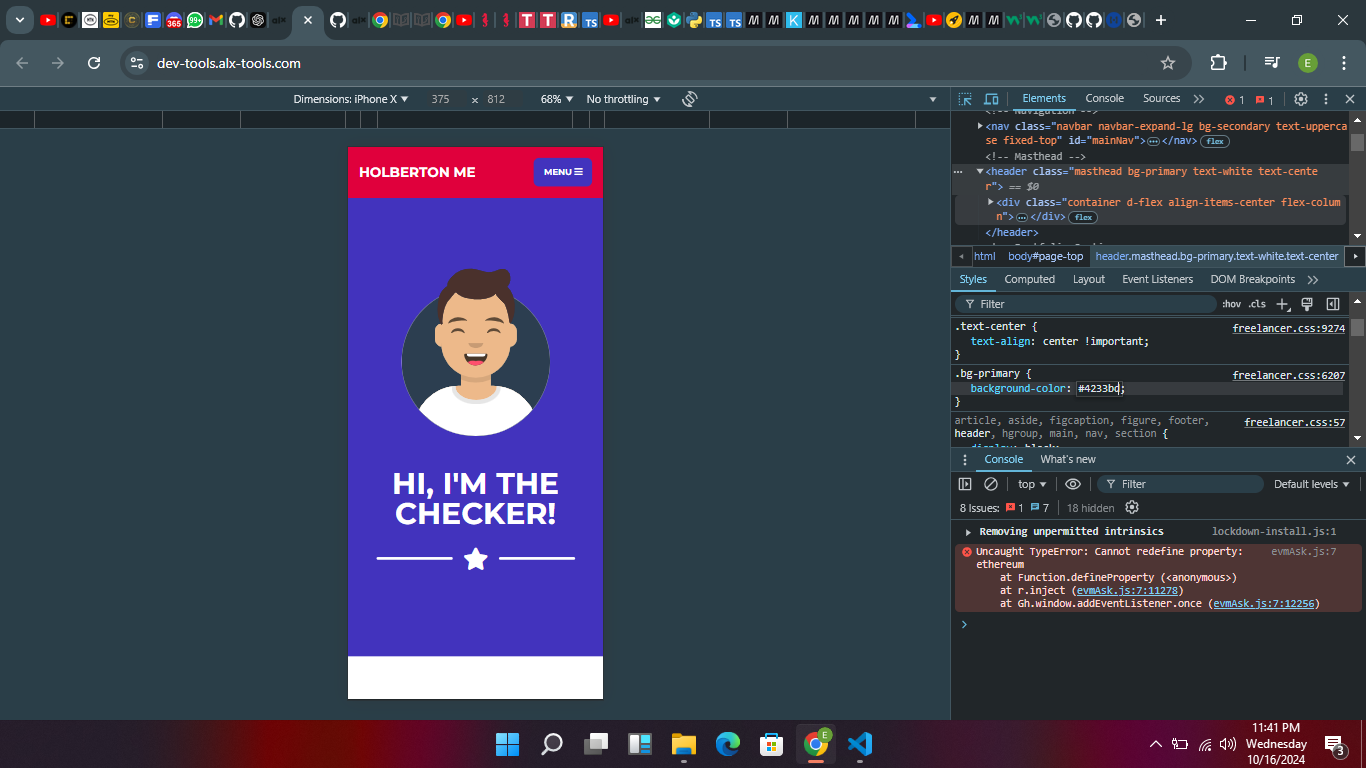 365
99+
dev-tools.alx-tools.com
E
Dimensions: iPhone X ▼ 375 × 812 68% ▼ No throttling ▼
Elements Console Sources 1 1
HOLBERTON ME
MENU
HI, I'M THE
CHECKER!
<nav class="navbar navbar-expand-lg bg-secondary text-upperca
se fixed-top" id="mainNav"> </nav> flex
<!-- Masthead -->
<header class="masthead bg-primary text-white text-cente
r"> == $0
<div class="container d-flex align-items-center flex-colum
n"> </div> flex
</header>
html body#page-top header.masthead.bg-primary.text-white.text-center
Styles Computed Layout Event Listeners DOM Breakpoints
Filter :hov .cls
.text-center { freelancer.css:9274
text-align: center !important;
}
.bg-primary { freelancer.css:6207
background-color: #4233bd;
}
article, aside, figcaption, figure, footer, freelancer.css:57
header, hgroup, main, nav, section {
Console What's new
top ▼ Filter Default levels ▼
8 Issues: 1 7 18 hidden
Removing unpermitted intrinsics lockdown-install.js:1
Uncaught TypeError: Cannot redefine property: evmAsk.js:7
ethereum
at Function.defineProperty (<anonymous>)
at r.inject (evmAsk.js:7:11278)
at Gh.window.addEventListener.once (evmAsk.js:7:12256)
11:41 PM
Wednesday
10/16/2024
3